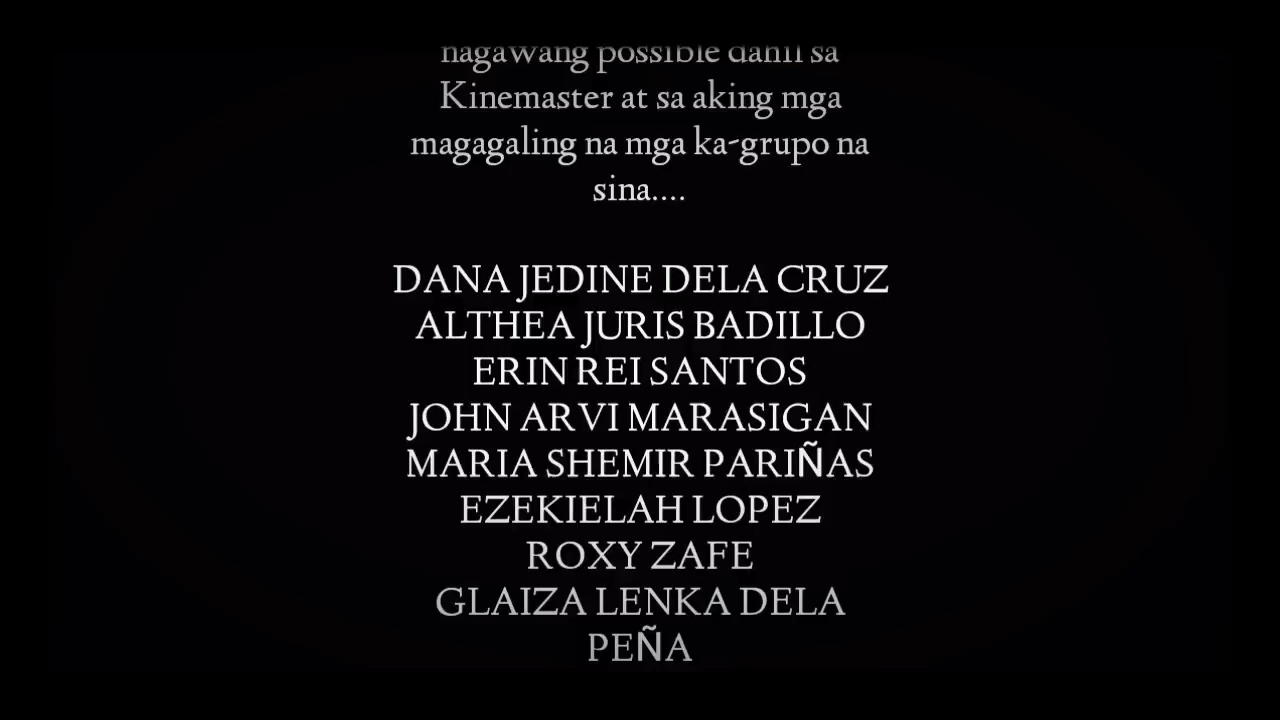 nagawang possible dahil sa
Kinemaster at sa aking mga
magagaling na mga ka-grupo na
sina....
DANA JEDINE DELA CRUZ
ALTHEA JURIS BADILLO
ERIN REI SANTOS
JOHN ARVI MARASIGAN
MARIA SHEMIR PARIÑAS
EZEKIELAH LOPEZ
ROXY ZAFE
GLAIZA LENKA DELA
PEÑA